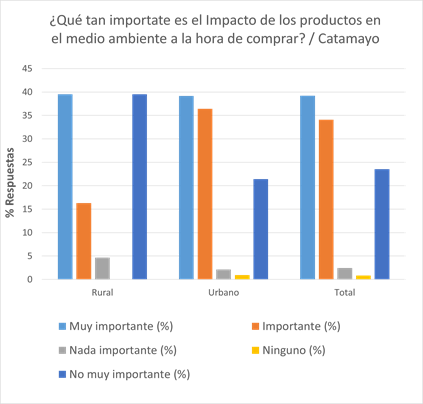 ¿Qué tan importate es el Impacto de los productos en
el medio ambiente a la hora de comprar? / Catamayo
% Respuestas
45
40
35
30
25
20
15
10
5
0
Rural
Urbano
Total
Muy importante (%)
Importante (%)
Nada importante (%)
Ninguno (%)
No muy importante (%)